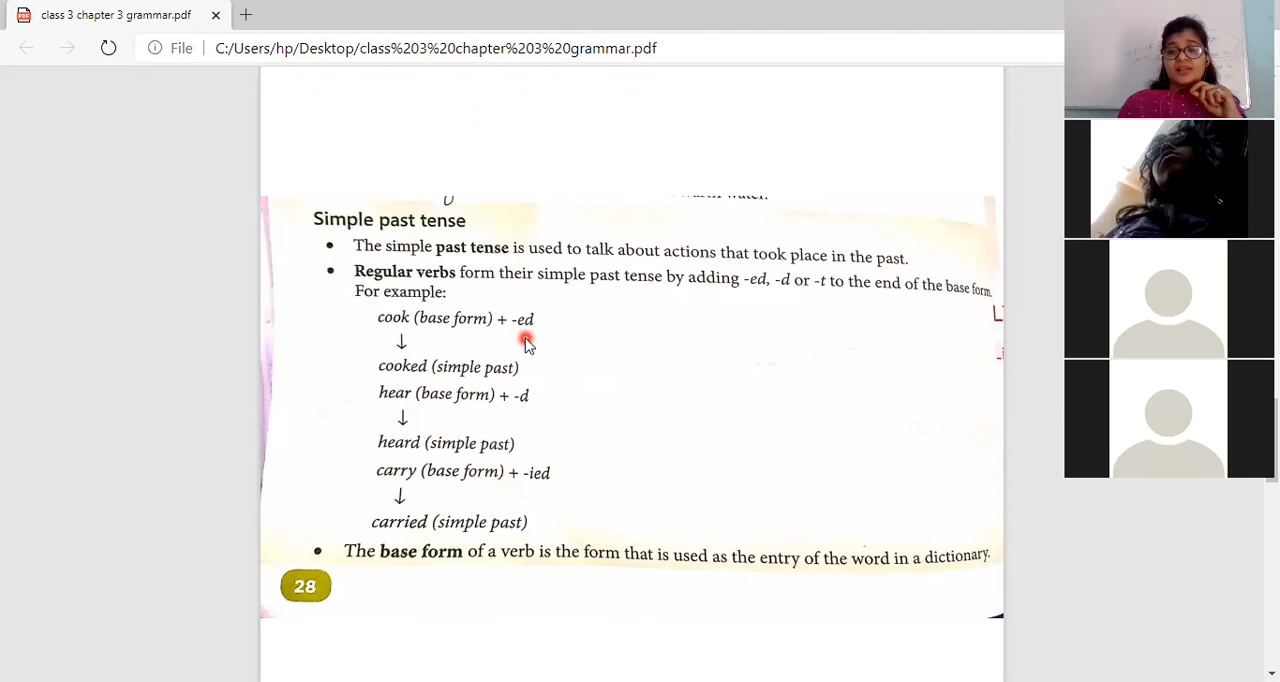 class 3 chapter 3 grammar.pdf
File
C:/Users/hp/Desktop/class%203%20chapter%203%20grammar.pdf
Simple past tense
• The simple past tense is used to talk about actions that took place in the past.
• Regular verbs form their simple past tense by adding -ed, -d or -t to the end of the base form.
For example:
cook (base form) + -ed
↓
cooked (simple past)
hear (base form) + -d
↓
heard (simple past)
carry (base form) + -ied
↓
carried (simple past)
• The base form of a verb is the form that is used as the entry of the word in a dictionary.
28